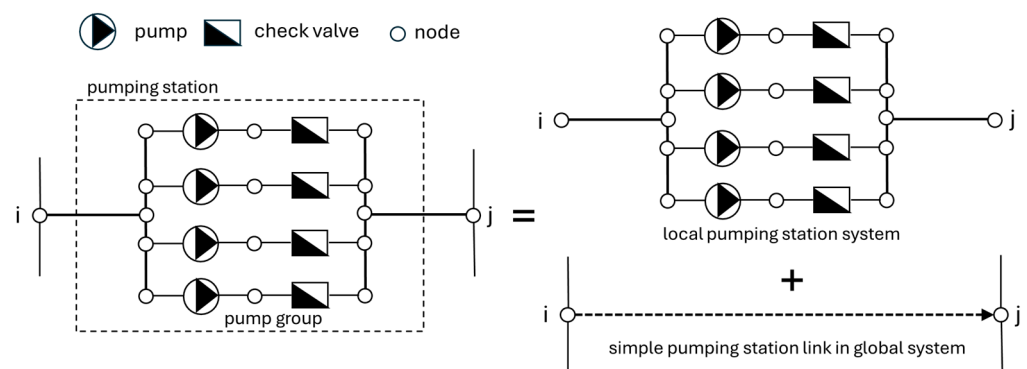 pump check valve node
pumping station
i j
pump group
=
i j
local pumping station system
+
i j
simple pumping station link in global system